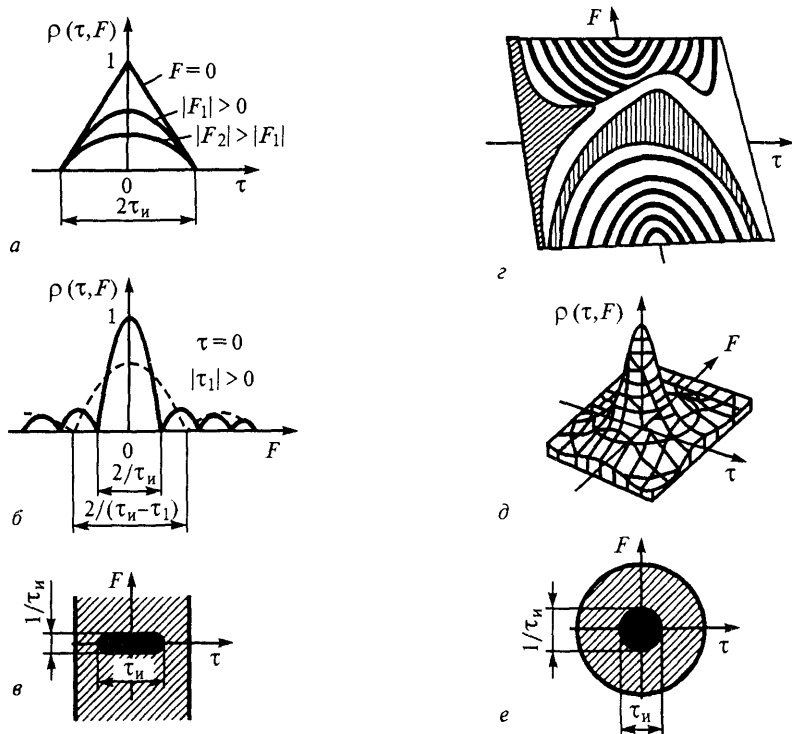 ρ (τ, F)
1
F = 0
|F₁| > 0
|F₂| > |F₁|
0
τ
2τи
а
ρ (τ, F)
1
τ = 0
|τ₁| > 0
0
F
2/τи
2/(τи–τ₁)
б
F
1/τи
τ
τи
в
F
τ
г
ρ (τ, F)
F
τ
д
F
1/τи
τ
τи
е